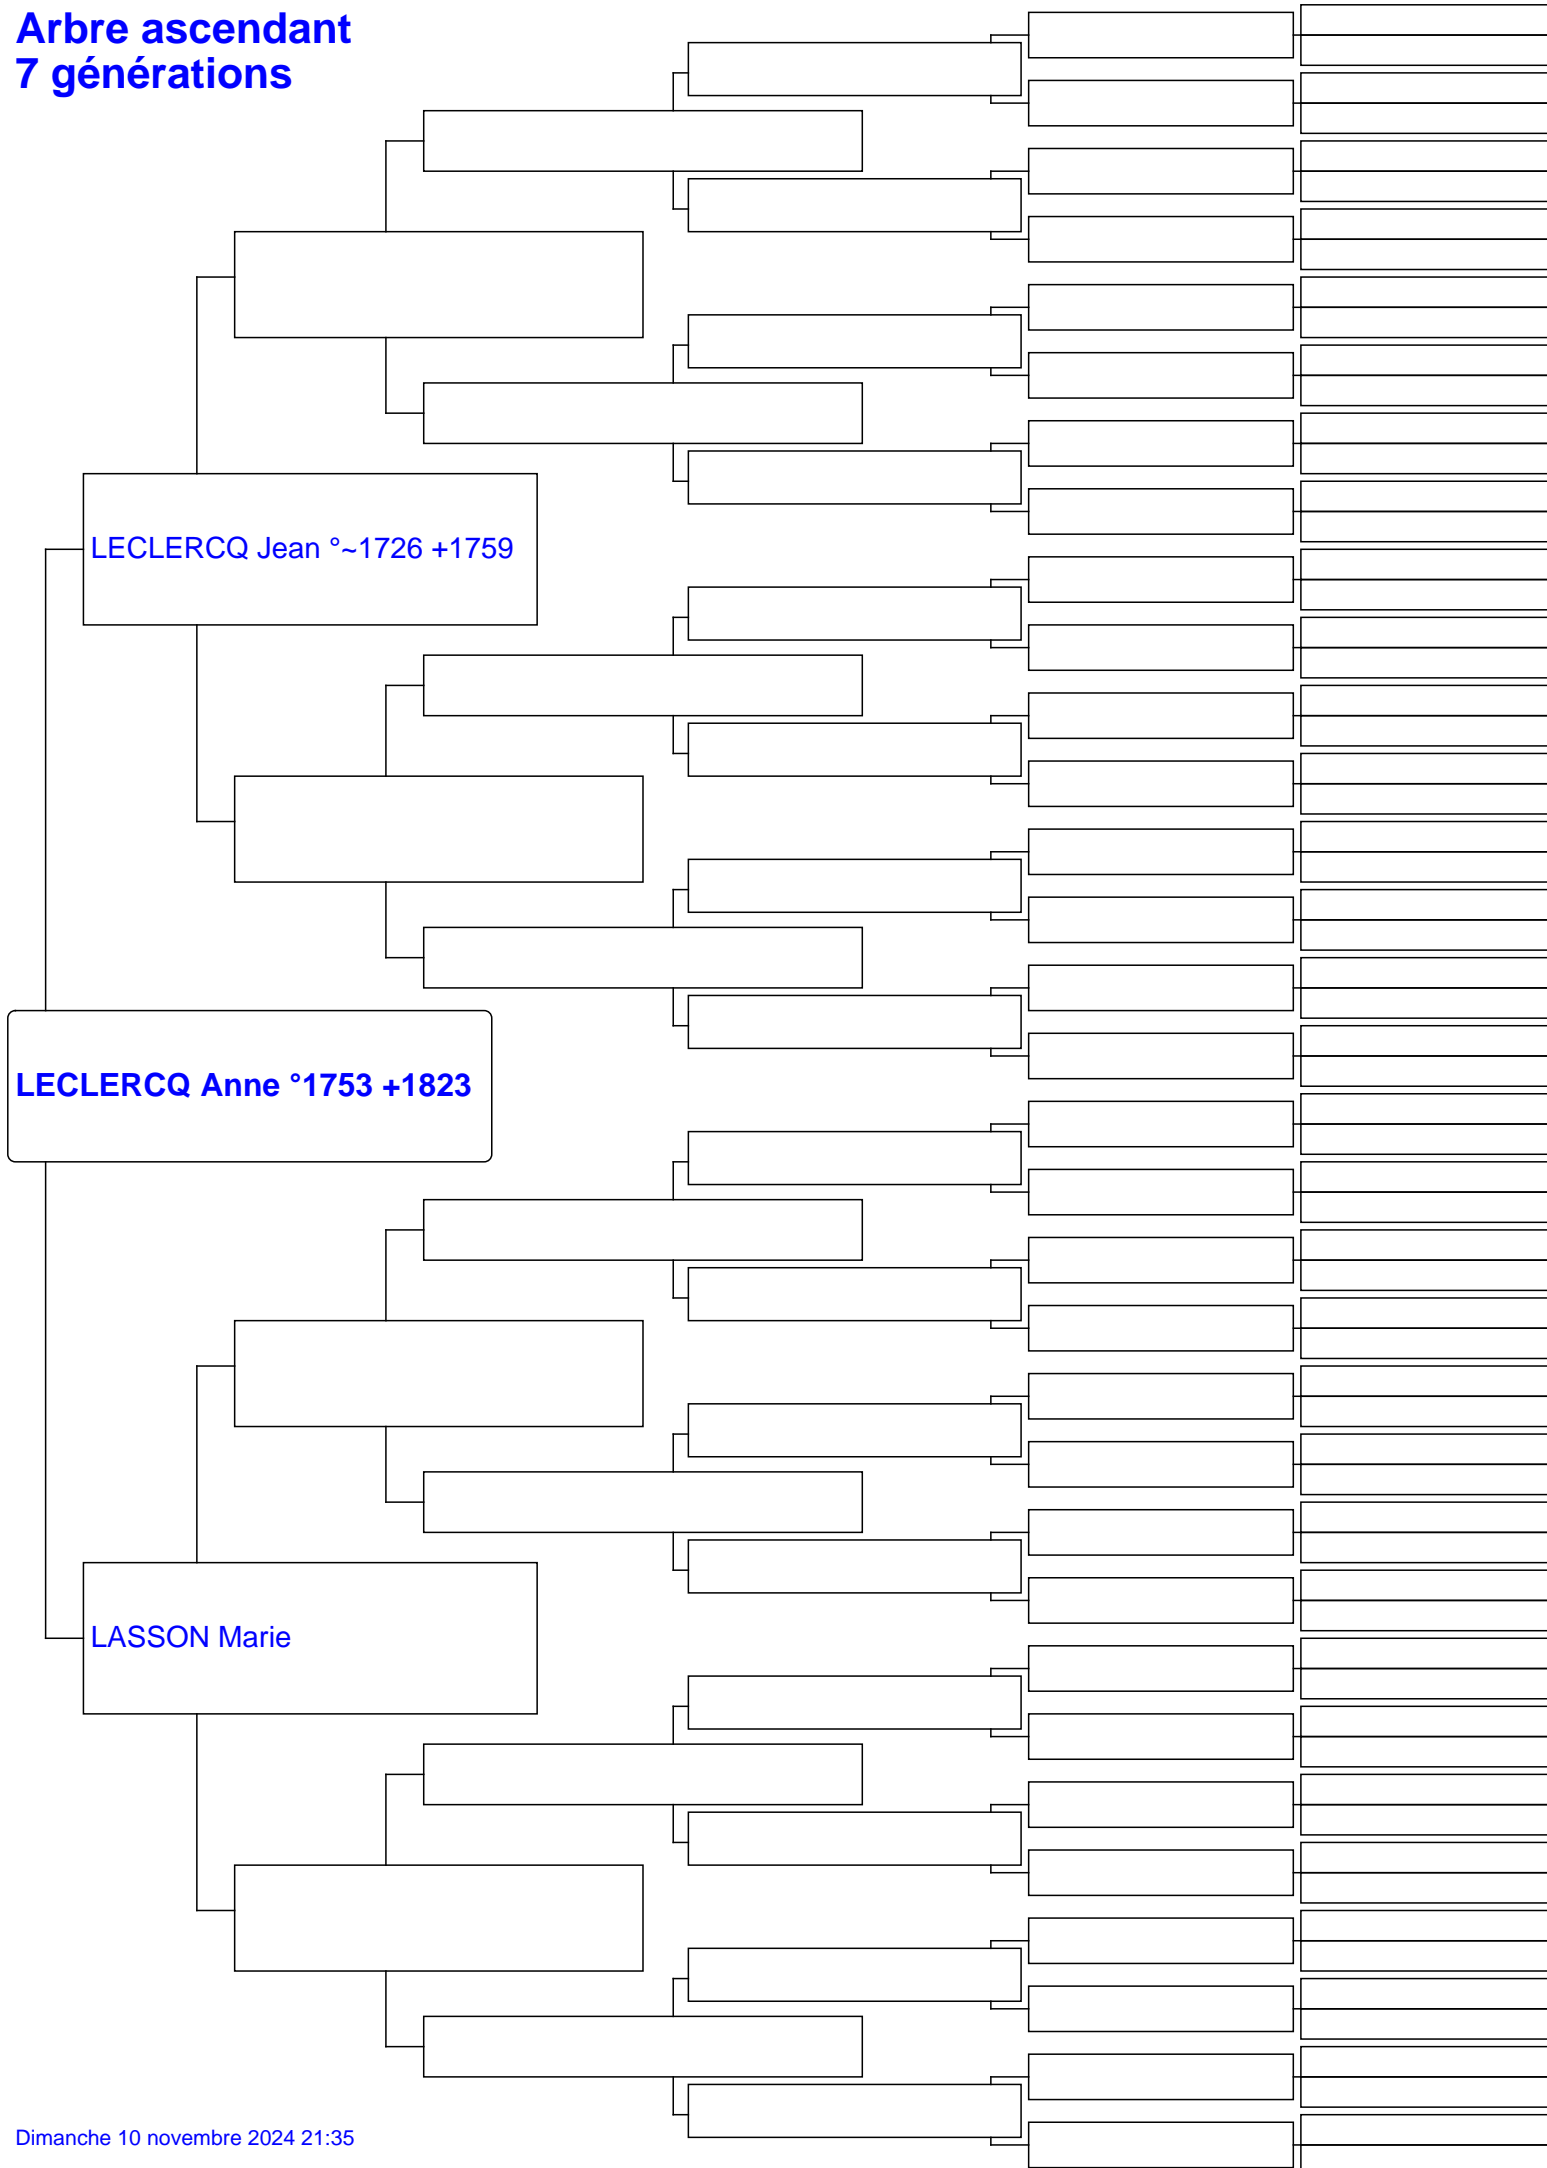 Arbre ascendant
7 générations
LECLERCQ Jean °~1726 +1759
LECLERCQ Anne °1753 +1823
LASSON Marie
Dimanche 10 novembre 2024 21:35